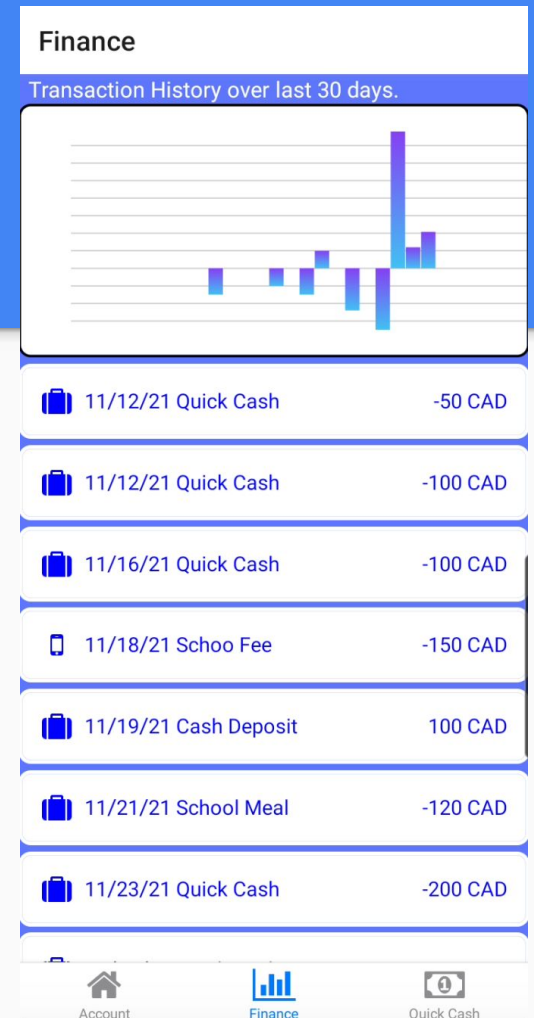 Finance
Transaction History over last 30 days.
11/12/21 Quick Cash -50 CAD
11/12/21 Quick Cash -100 CAD
11/16/21 Quick Cash -100 CAD
11/18/21 Schoo Fee -150 CAD
11/19/21 Cash Deposit 100 CAD
11/21/21 School Meal -120 CAD
11/23/21 Quick Cash -200 CAD
1
Account Finance Quick Cash